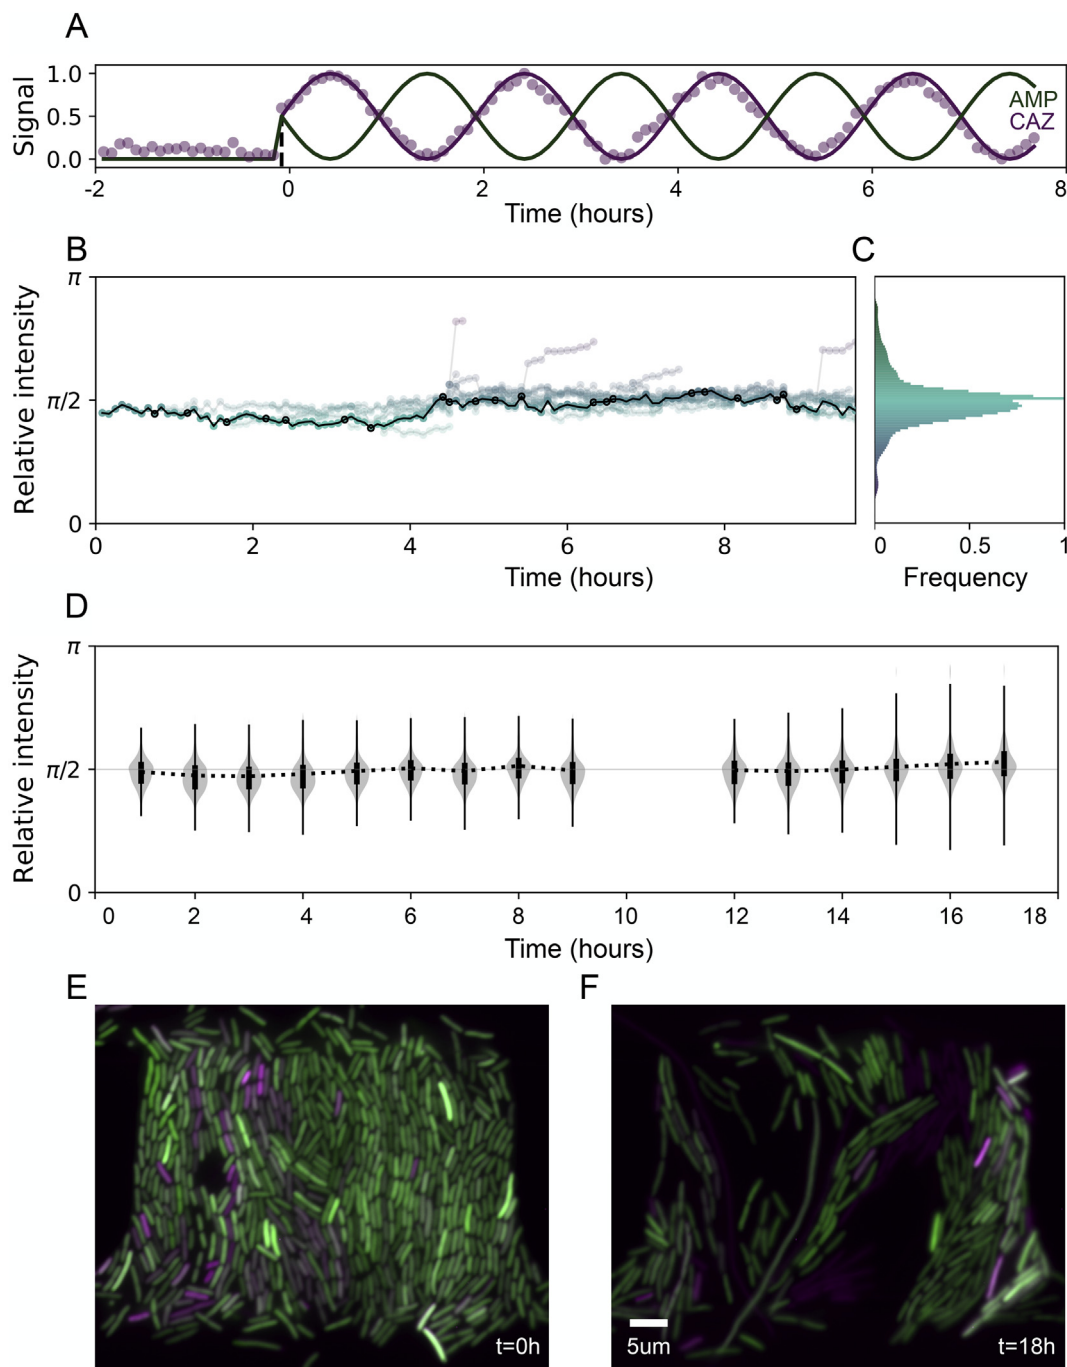 A
Signal
1.0
0.5
0.0
AMP
CAZ
-2 0 2 4 6 8
Time (hours)
B
Relative intensity
π
π/2
0
0 2 4 6 8
Time (hours)
C
0 0.5 1
Frequency
D
Relative intensity
π
π/2
0
0 2 4 6 8 10 12 14 16 18
Time (hours)
E
t=0h
F
5um
t=18h